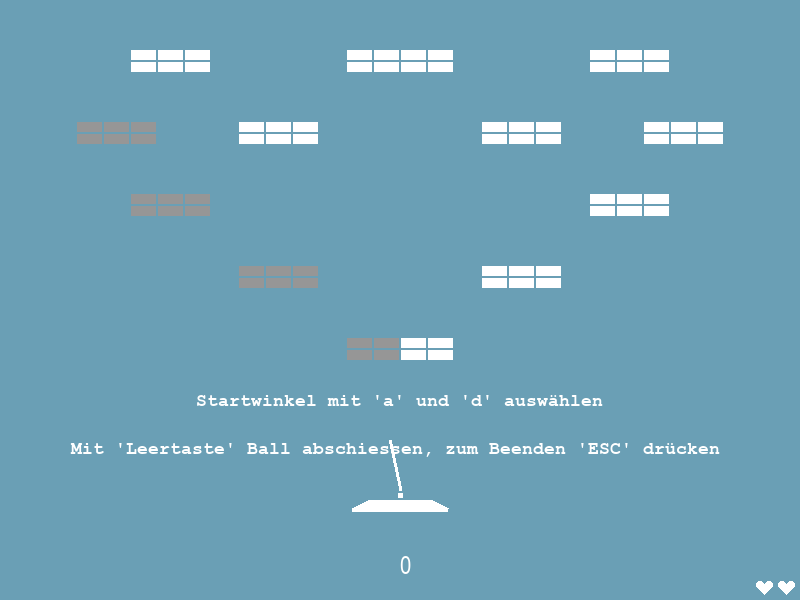 Startwinkel mit 'a' und 'd' auswählen
Mit 'Leertaste' Ball abschiessen, zum Beenden 'ESC' drücken
0